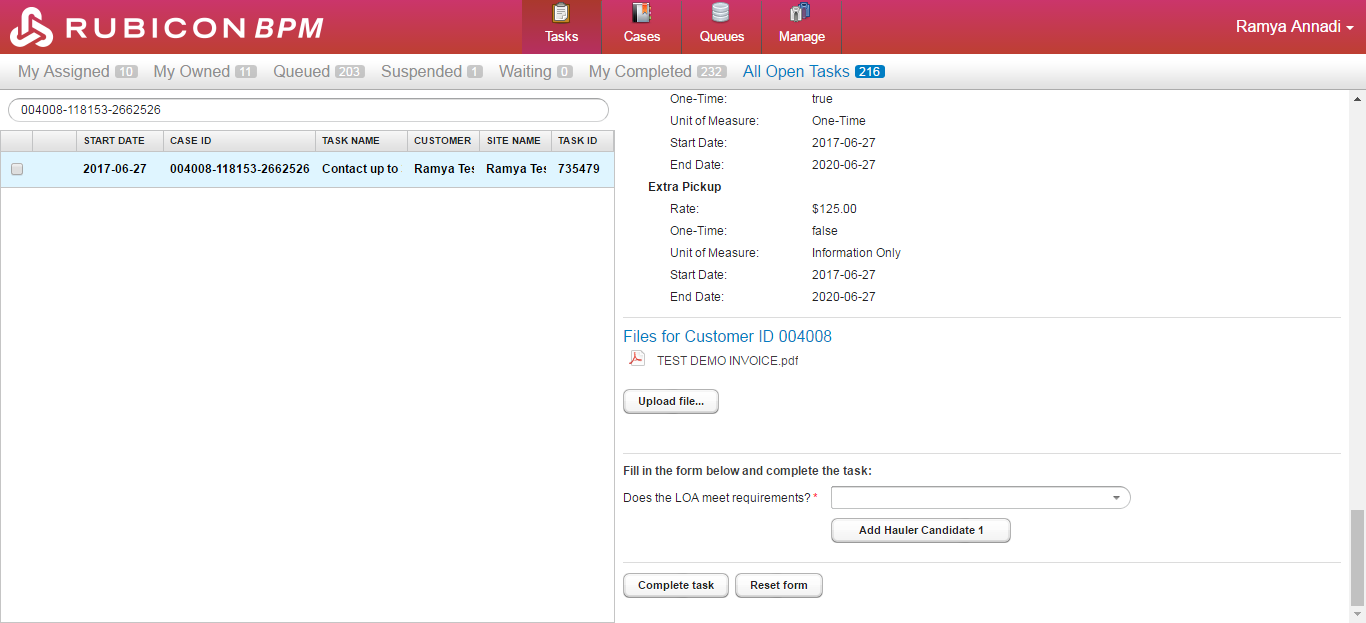 RUBICON BPM
Tasks Cases Queues Manage
Ramya Annadi
My Assigned 10 My Owned 11 Queued 203 Suspended 1 Waiting 0 My Completed 232 All Open Tasks 216
004008-118153-2662526
START DATE CASE ID TASK NAME CUSTOMER SITE NAME TASK ID
2017-06-27 004008-118153-2662526 Contact up to Ramya Tes Ramya Tes 735479
One-Time: true
Unit of Measure: One-Time
Start Date: 2017-06-27
End Date: 2020-06-27
Extra Pickup
Rate: $125.00
One-Time: false
Unit of Measure: Information Only
Start Date: 2017-06-27
End Date: 2020-06-27
Files for Customer ID 004008
TEST DEMO INVOICE.pdf
Upload file...
Fill in the form below and complete the task:
Does the LOA meet requirements? *
Add Hauler Candidate 1
Complete task Reset form